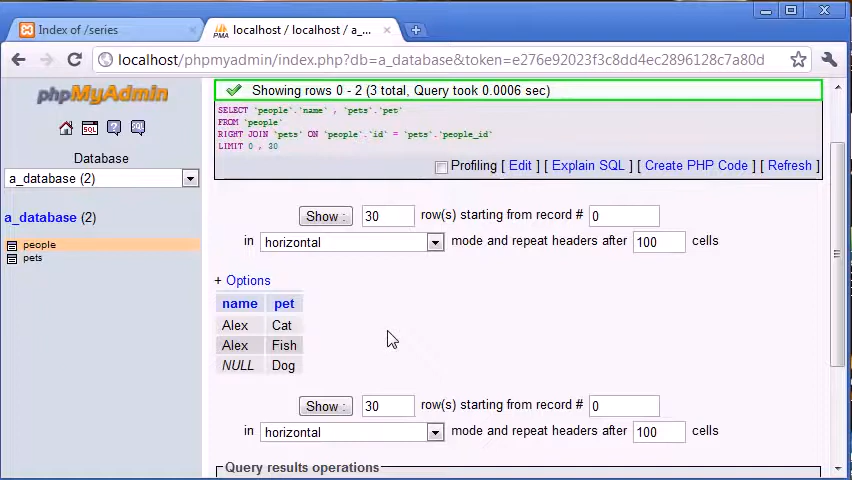 Index of /series
localhost / localhost / a_...
localhost/phpmyadmin/index.php?db=a_database&token=e276e92023f3c8dd4ec2896128c7a80d
phpMyAdmin
SQL
Database
a_database (2)
a_database (2)
people
pets
Showing rows 0 - 2 (3 total, Query took 0.0006 sec)
SELECT `people`.`name` , `pets`.`pet`
FROM `people`
RIGHT JOIN `pets` ON `people`.`id` = `pets`.`people_id`
LIMIT 0 , 30
Profiling [ Edit ] [ Explain SQL ] [ Create PHP Code ] [ Refresh ]
Show : 30 row(s) starting from record # 0
in horizontal mode and repeat headers after 100 cells
+ Options
name pet
Alex Cat
Alex Fish
NULL Dog
Show : 30 row(s) starting from record # 0
in horizontal mode and repeat headers after 100 cells
Query results operations